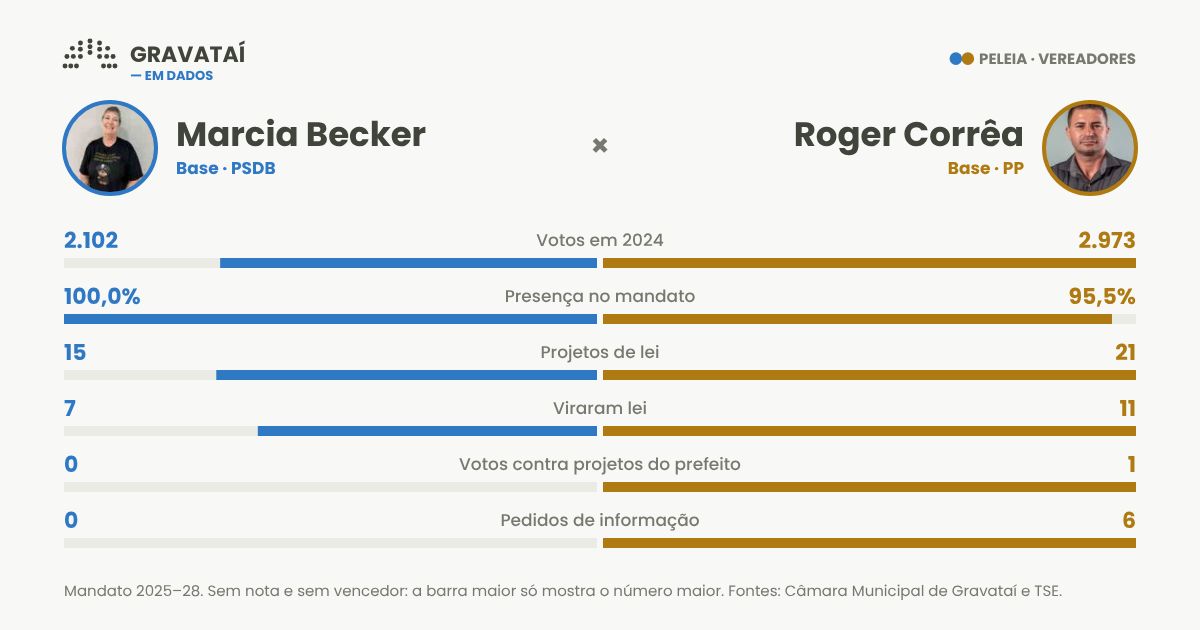 GRAVATAÍ
— EM DADOS
PELEIA · VEREADORES
Marcia Becker
Base · PSDB
×
Roger Corrêa
Base · PP
2.102 Votos em 2024 2.973
100,0% Presença no mandato 95,5%
15 Projetos de lei 21
7 Viraram lei 11
0 Votos contra projetos do prefeito 1
0 Pedidos de informação 6
Mandato 2025–28. Sem nota e sem vencedor: a barra maior só mostra o número maior. Fontes: Câmara Municipal de Gravataí e TSE.